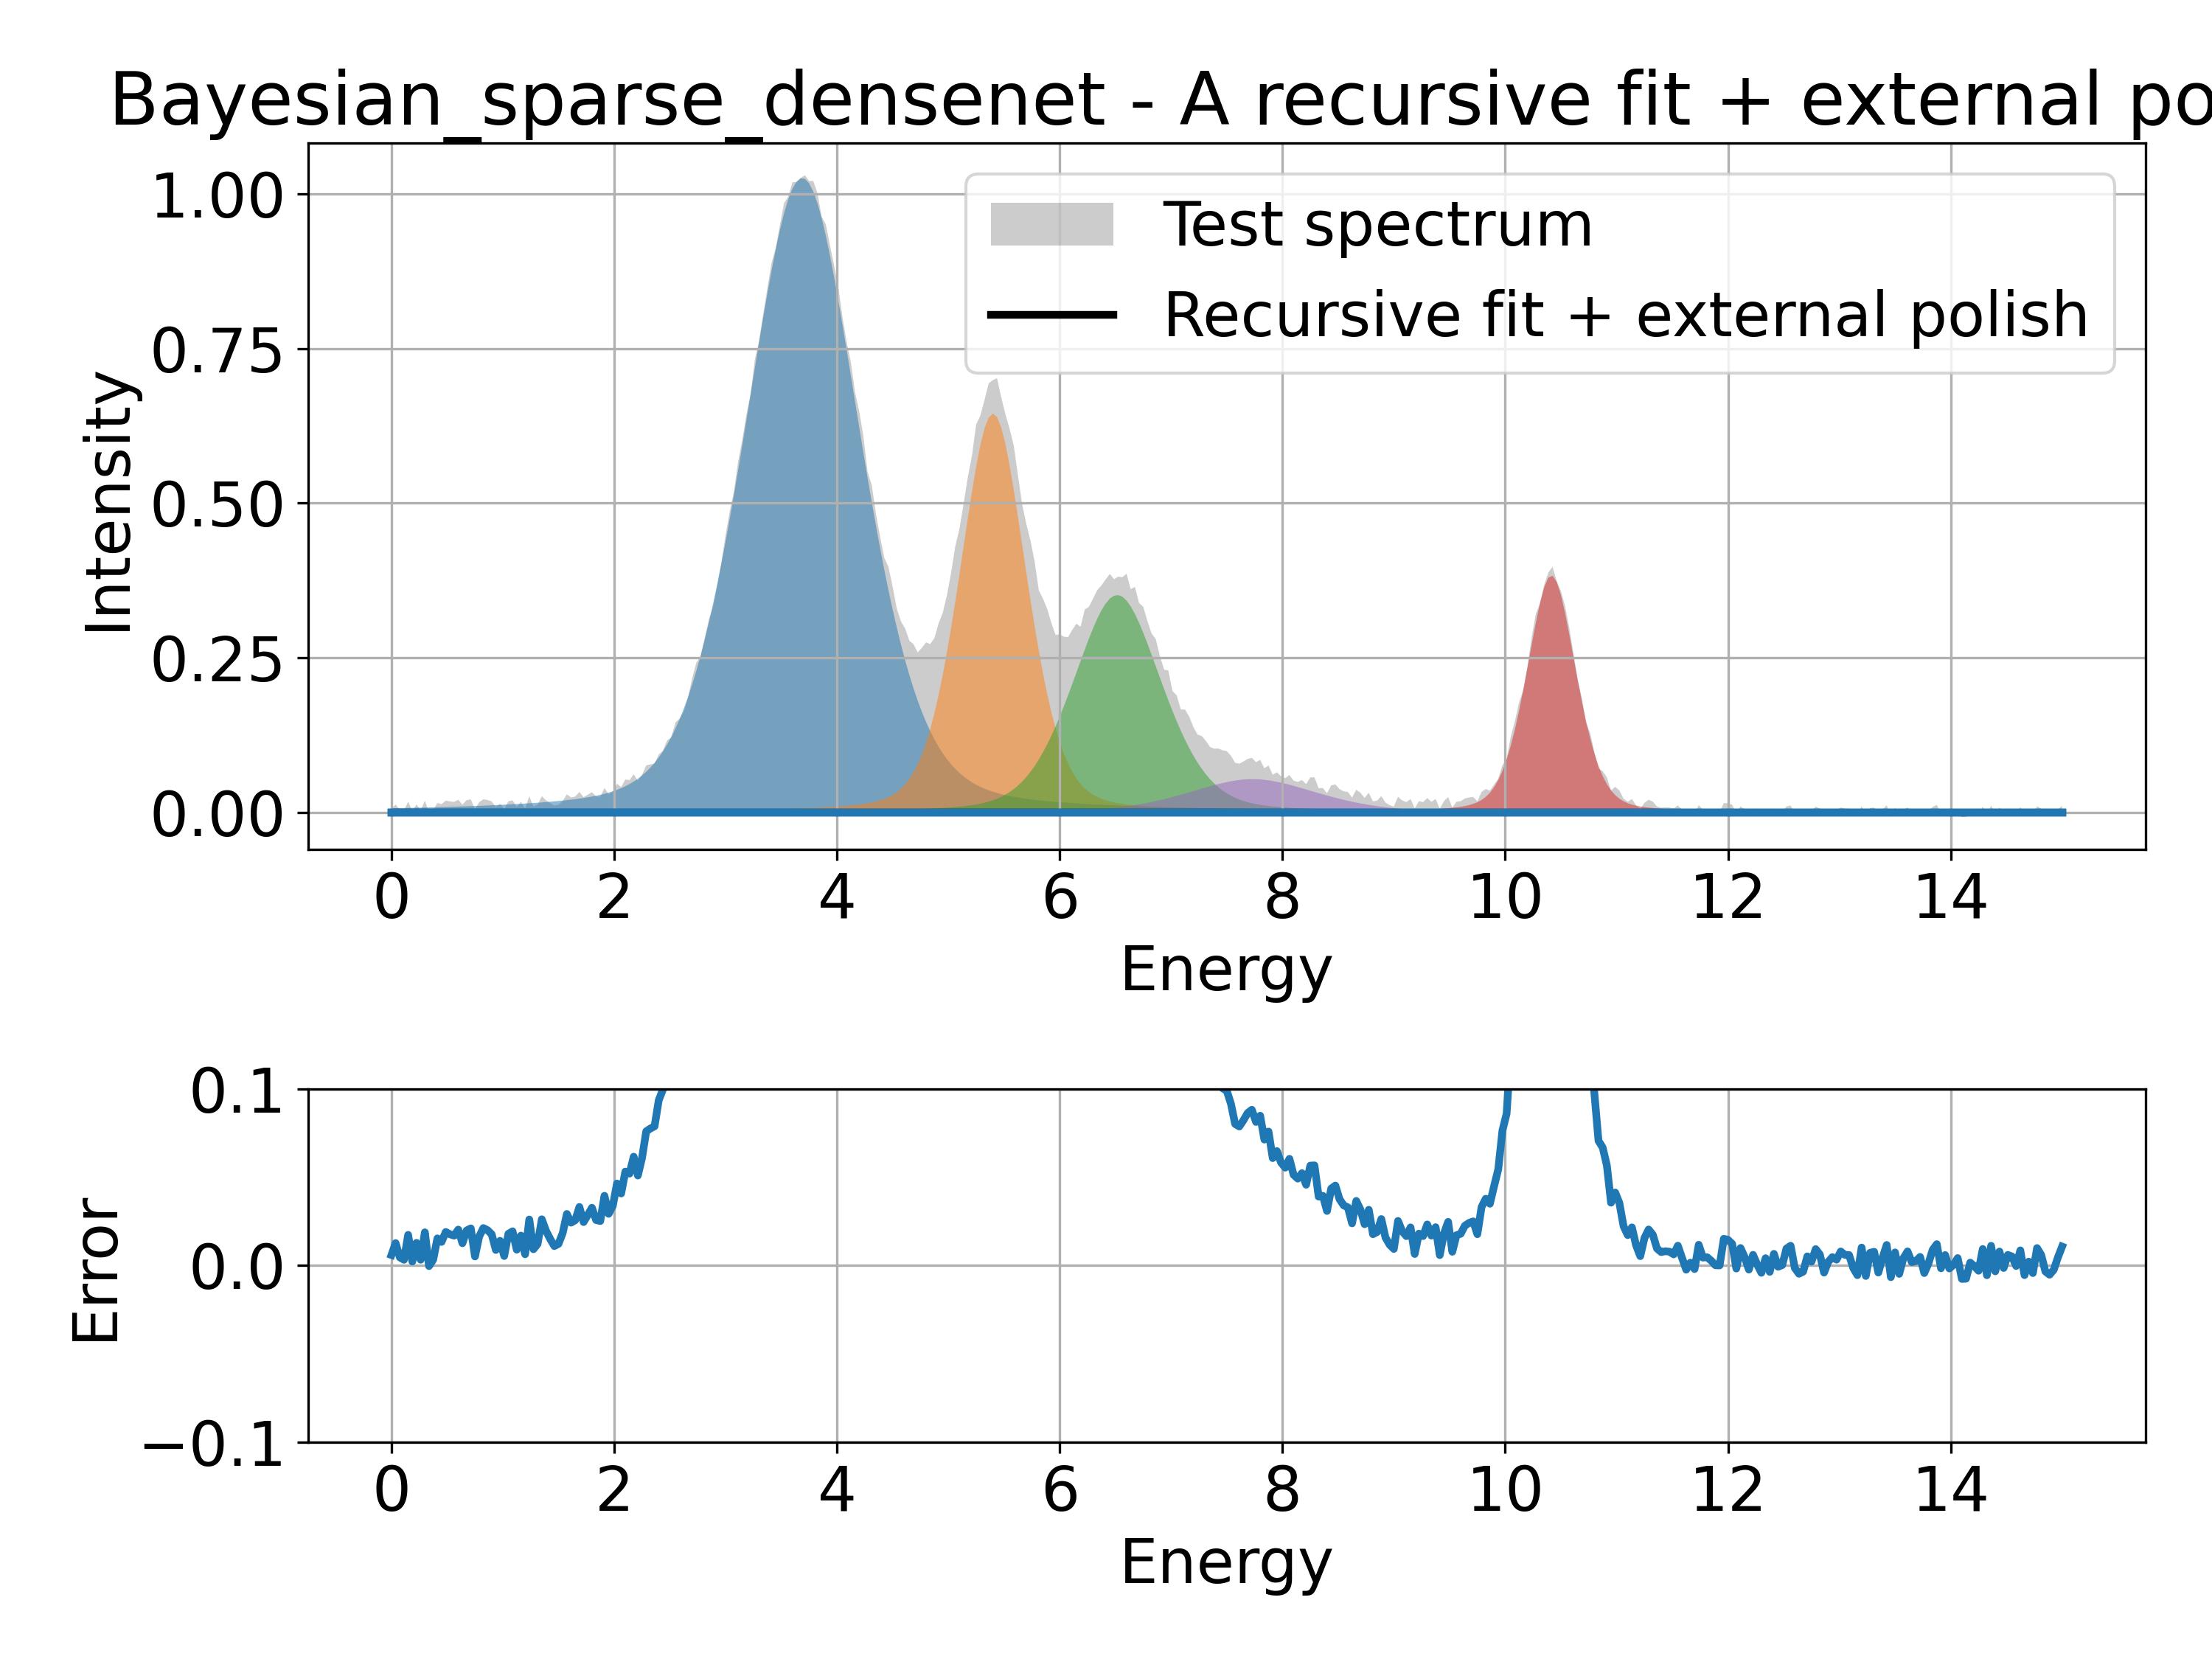 Bayesian_sparse_densenet - A recursive fit + external po
Test spectrum
Recursive fit + external polish
Intensity
1.00
0.75
0.50
0.25
0.00
0 2 4 6 8 10 12 14
Energy
Error
0.1
0.0
−0.1
0 2 4 6 8 10 12 14
Energy